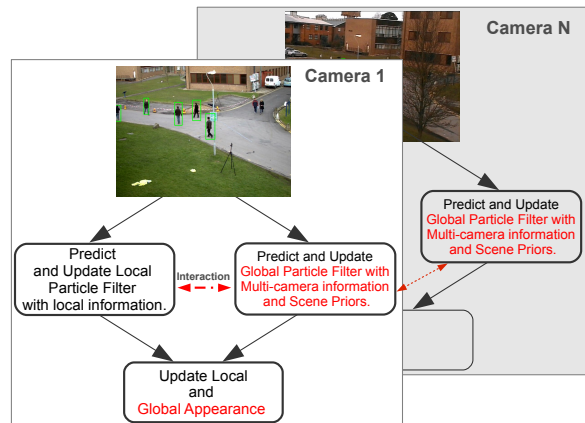 Camera N
Camera 1
Predict
and Update Local
Particle Filter
with local information.
Interaction
Predict and Update
Global Particle Filter with
Multi-camera information
and Scene Priors.
Predict and Update
Global Particle Filter with
Multi-camera information
and Scene Priors.
Update Local
and
Global Appearance